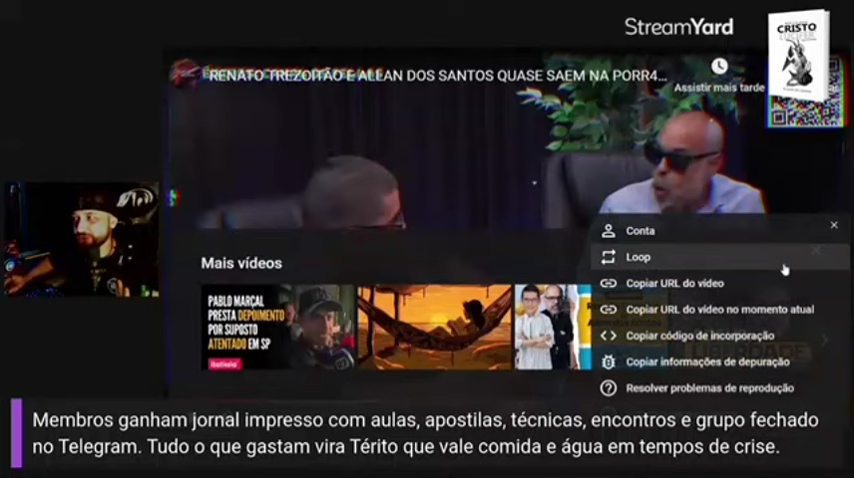 StreamYard
CRISTO
RENATO TREZOITÃO E ALLAN DOS SANTOS QUASE SAEM NA PORR4...
Assistir mais tarde
Conta
Loop
Copiar URL do vídeo
Copiar URL do vídeo no momento atual
Copiar código de incorporação
Copiar informações de depuração
Resolver problemas de reprodução
Mais vídeos
PABLO MARÇAL
PRESTA DEPOIMENTO
POR SUPOSTO
ATENTADO EM SP
Itatiaia
Membros ganham jornal impresso com aulas, apostilas, técnicas, encontros e grupo fechado
no Telegram. Tudo o que gastam vira Térito que vale comida e água em tempos de crise.